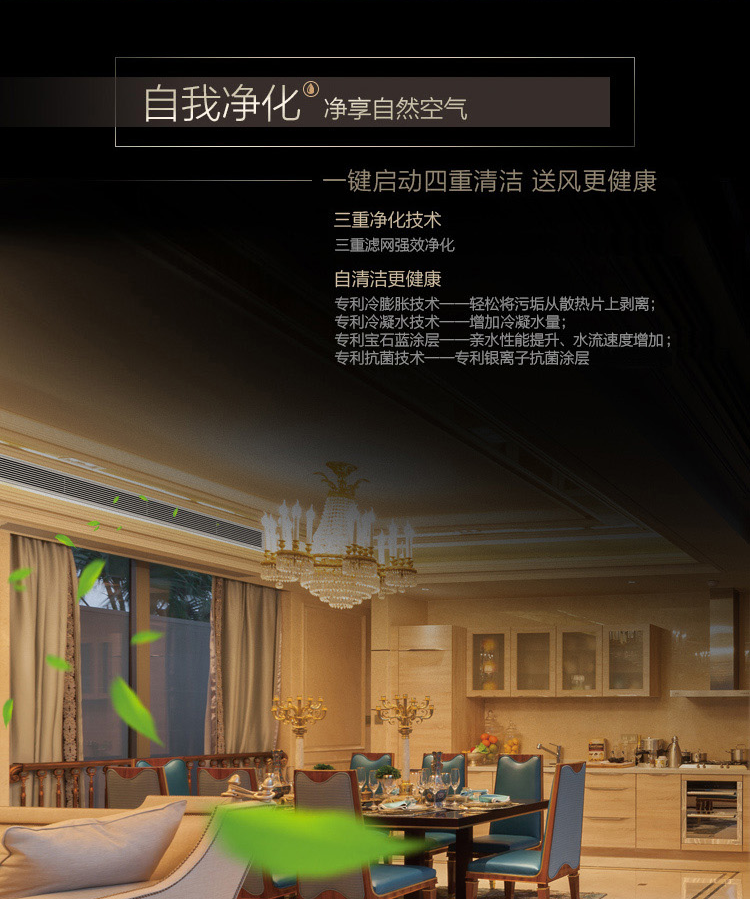 自我净化 净享自然空气
一键启动四重清洁 送风更健康
三重净化技术
三重滤网强效净化
自清洁更健康
专利冷膨胀技术——轻松将污垢从散热片上剥离；
专利冷凝水技术——增加冷凝水量；
专利宝石蓝涂层——亲水性能提升、水流速度增加；
专利抗菌技术——专利银离子抗菌涂层